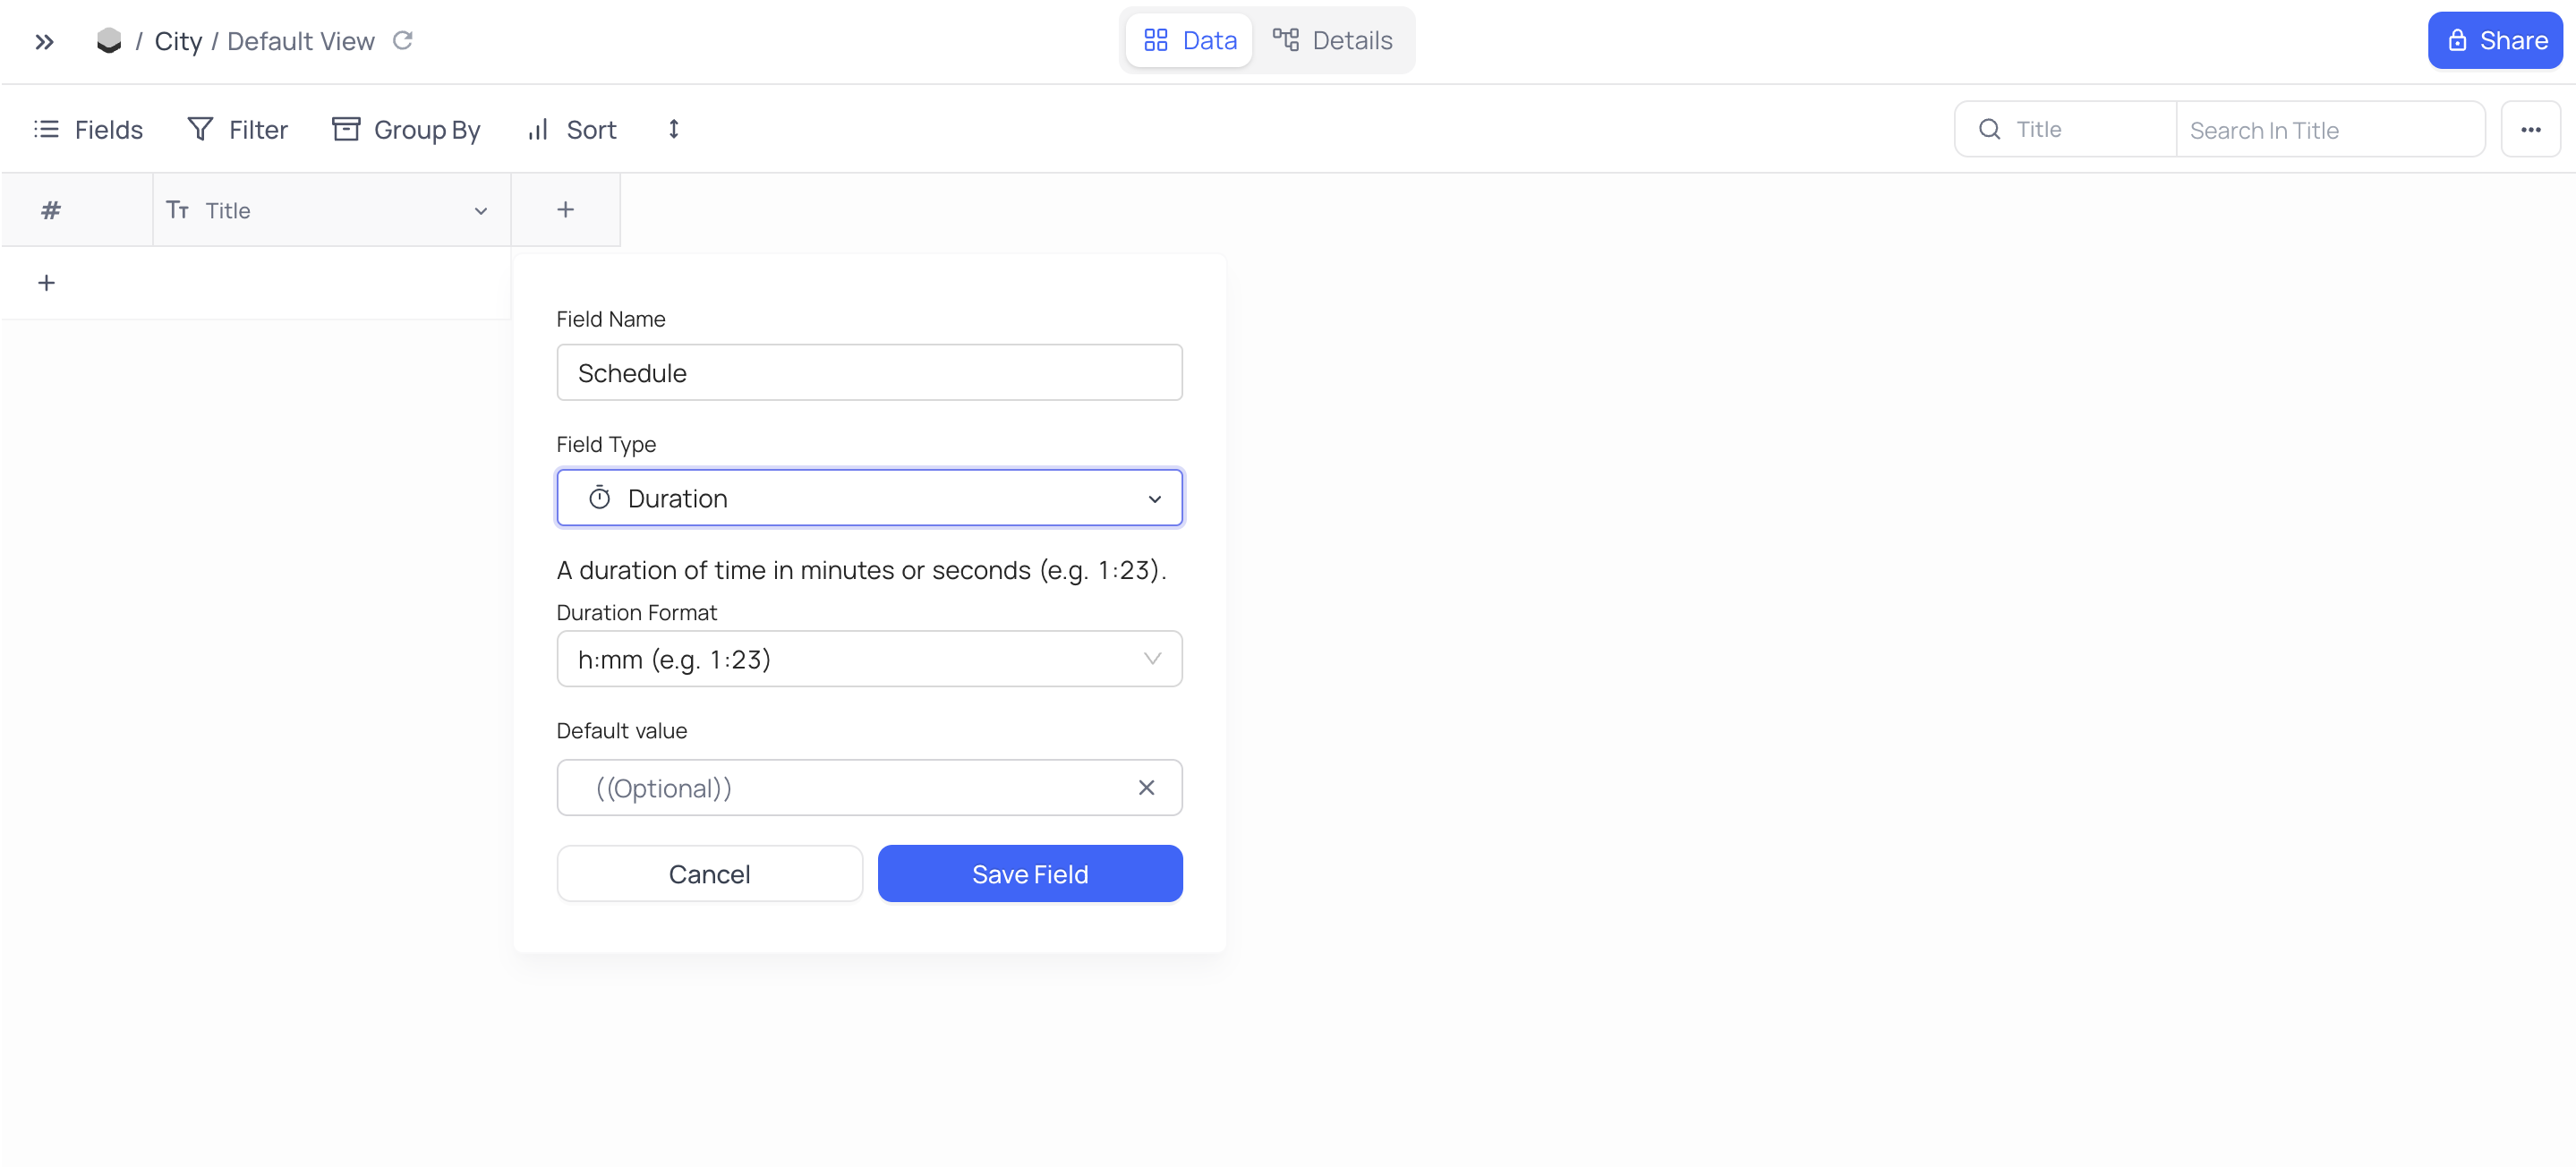 / City / Default View
Data
Details
Share
Fields
Filter
Group By
Sort
Title
Search In Title
#
Title
Field Name
Schedule
Field Type
Duration
A duration of time in minutes or seconds (e.g. 1:23).
Duration Format
h:mm (e.g. 1:23)
Default value
((Optional))
Cancel
Save Field